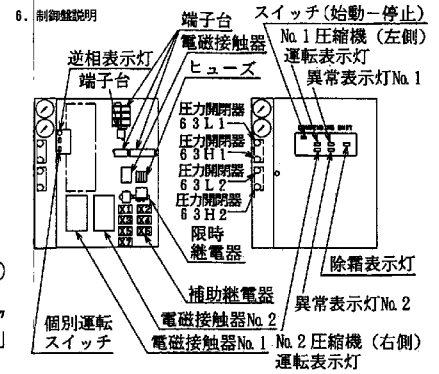 6. 制御盤説明
端子台
電磁接触器
ヒューズ
逆相表示灯
端子台
スイッチ(始動－停止)
No.1圧縮機（左側）
運転表示灯
異常表示灯No.1
圧力開閉器
63L1
圧力開閉器
63H1
圧力開閉器
63L2
圧力開閉器
63H2
限時
継電器
補助継電器
除霜表示灯
異常表示灯No.2
個別運転
スイッチ
電磁接触器No.2
電磁接触器No.1
No.2圧縮機（右側）
運転表示灯